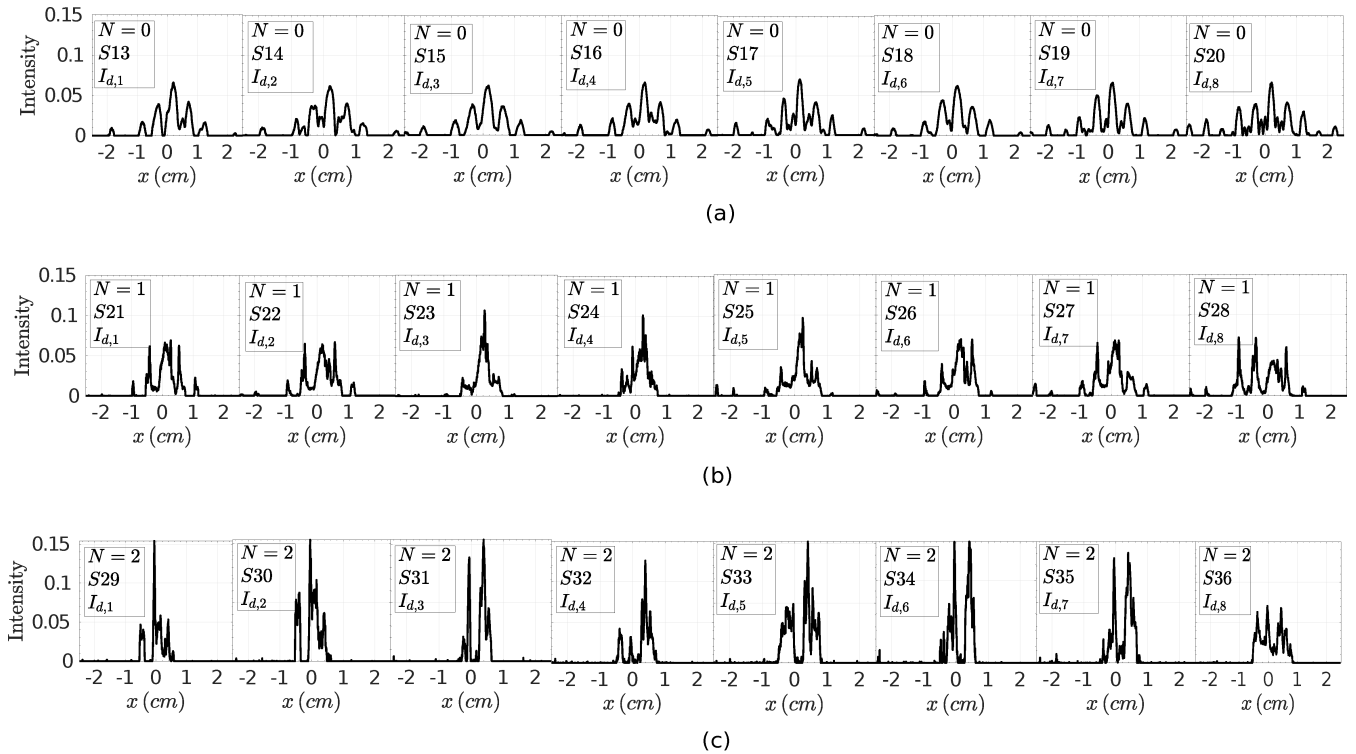 0.15
0.1
0.05
0
Intensity
N = 0
S13
I_{d,1}
N = 0
S14
I_{d,2}
N = 0
S15
I_{d,3}
N = 0
S16
I_{d,4}
N = 0
S17
I_{d,5}
N = 0
S18
I_{d,6}
N = 0
S19
I_{d,7}
N = 0
S20
I_{d,8}
-2 -1 0 1 2 -2 -1 0 1 2 -2 -1 0 1 2 -2 -1 0 1 2 -2 -1 0 1 2 -2 -1 0 1 2 -2 -1 0 1 2 -2 -1 0 1 2
x (cm) x (cm) x (cm) x (cm) x (cm) x (cm) x (cm) x (cm)
(a)
0.15
0.1
0.05
0
Intensity
N = 1
S21
I_{d,1}
N = 1
S22
I_{d,2}
N = 1
S23
I_{d,3}
N = 1
S24
I_{d,4}
N = 1
S25
I_{d,5}
N = 1
S26
I_{d,6}
N = 1
S27
I_{d,7}
N = 1
S28
I_{d,8}
-2 -1 0 1 2 -2 -1 0 1 2 -2 -1 0 1 2 -2 -1 0 1 2 -2 -1 0 1 2 -2 -1 0 1 2 -2 -1 0 1 2 -2 -1 0 1 2
x (cm) x (cm) x (cm) x (cm) x (cm) x (cm) x (cm) x (cm)
(b)
0.15
0.1
0.05
0
Intensity
N = 2
S29
I_{d,1}
N = 2
S30
I_{d,2}
N = 2
S31
I_{d,3}
N = 2
S32
I_{d,4}
N = 2
S33
I_{d,5}
N = 2
S34
I_{d,6}
N = 2
S35
I_{d,7}
N = 2
S36
I_{d,8}
-2 -1 0 1 2 -2 -1 0 1 2 -2 -1 0 1 2 -2 -1 0 1 2 -2 -1 0 1 2 -2 -1 0 1 2 -2 -1 0 1 2 -2 -1 0 1 2
x (cm) x (cm) x (cm) x (cm) x (cm) x (cm) x (cm) x (cm)
(c)